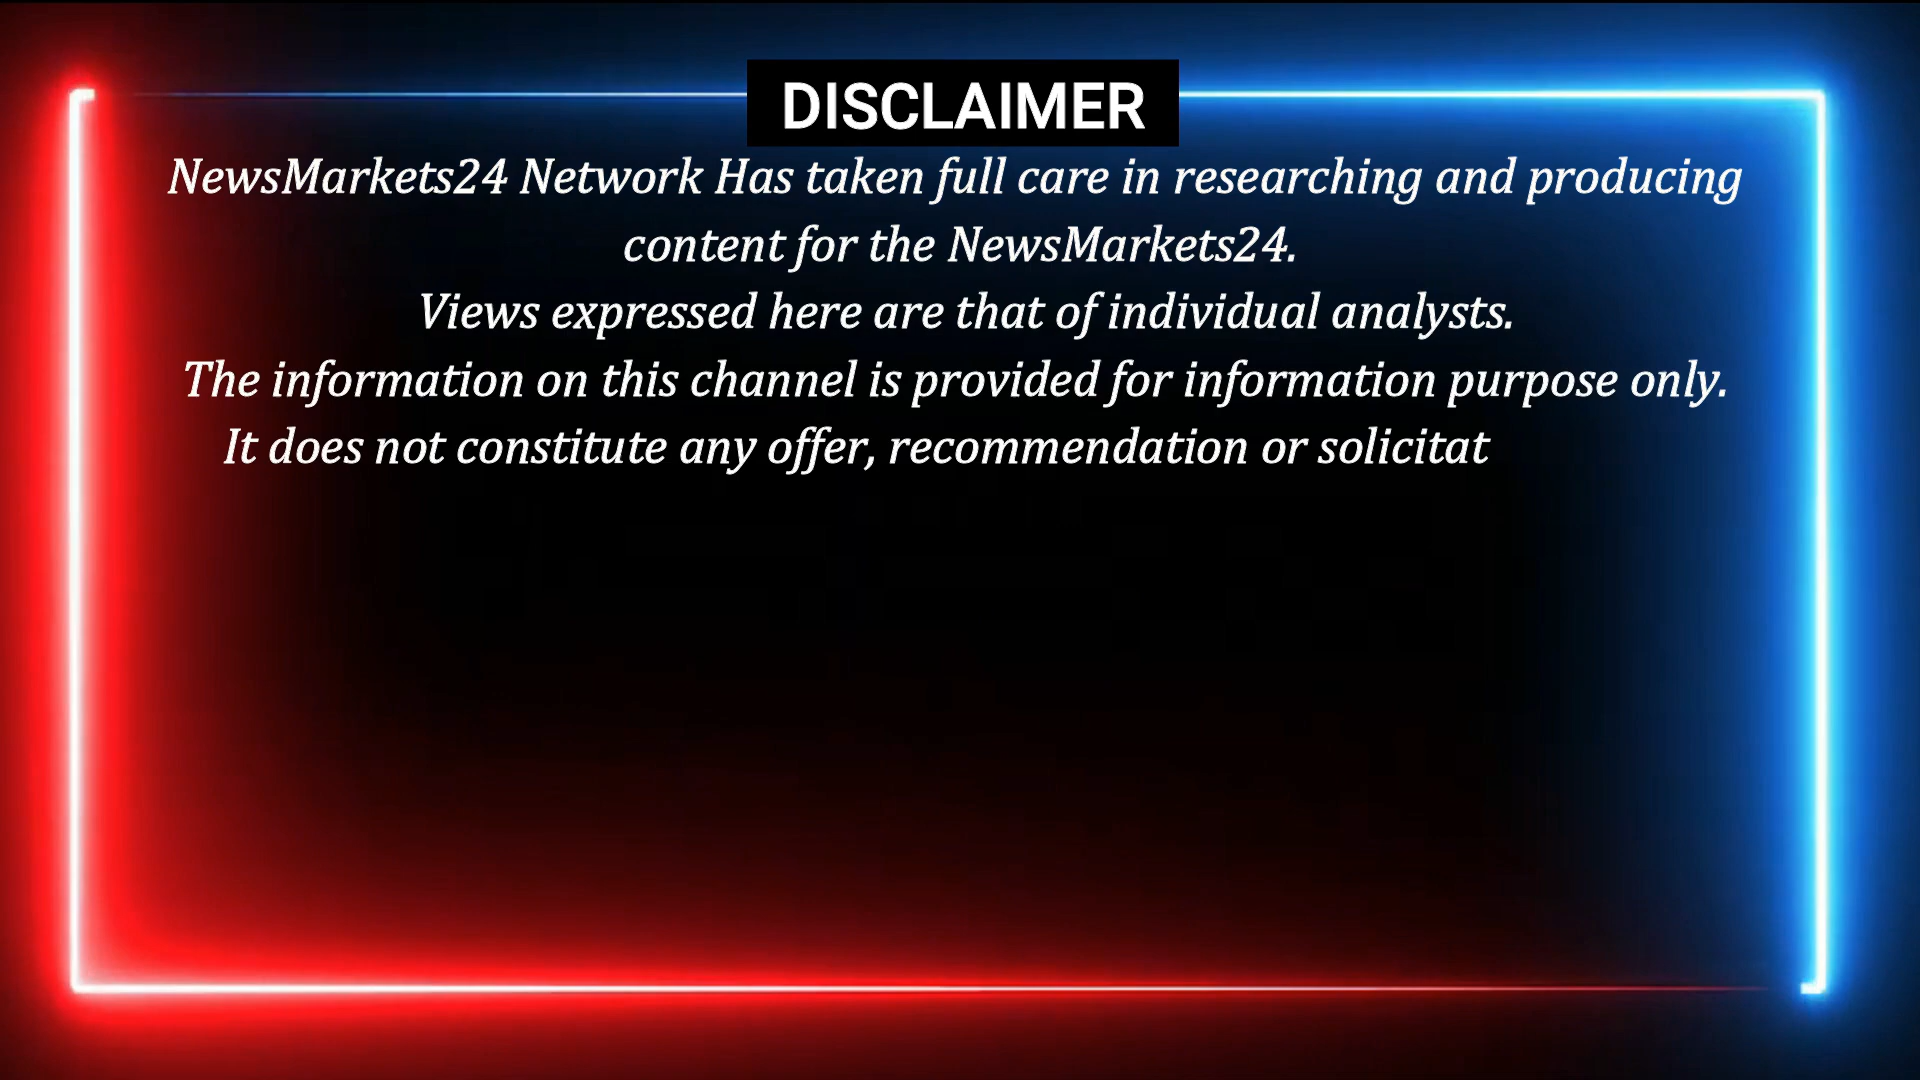 DISCLAIMER
NewsMarkets24 Network Has taken full care in researching and producing
content for the NewsMarkets24.
Views expressed here are that of individual analysts.
The information on this channel is provided for information purpose only.
It does not constitute any offer, recommendation or solicitat